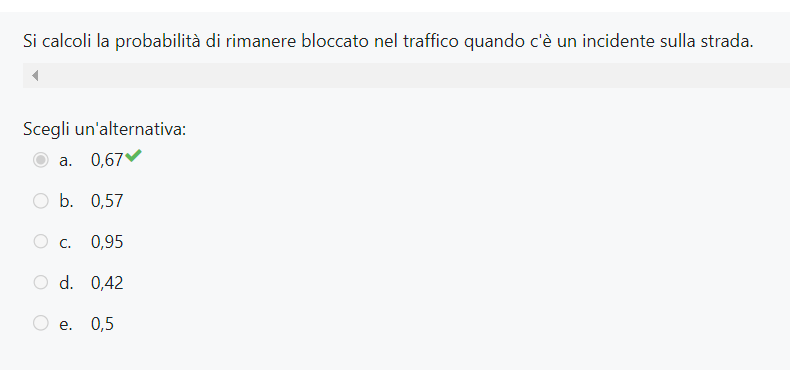 Si calcoli la probabilità di rimanere bloccato nel traffico quando c'è un incidente sulla strada.
Scegli un'alternativa:
a. 0,67
b. 0,57
c. 0,95
d. 0,42
e. 0,5